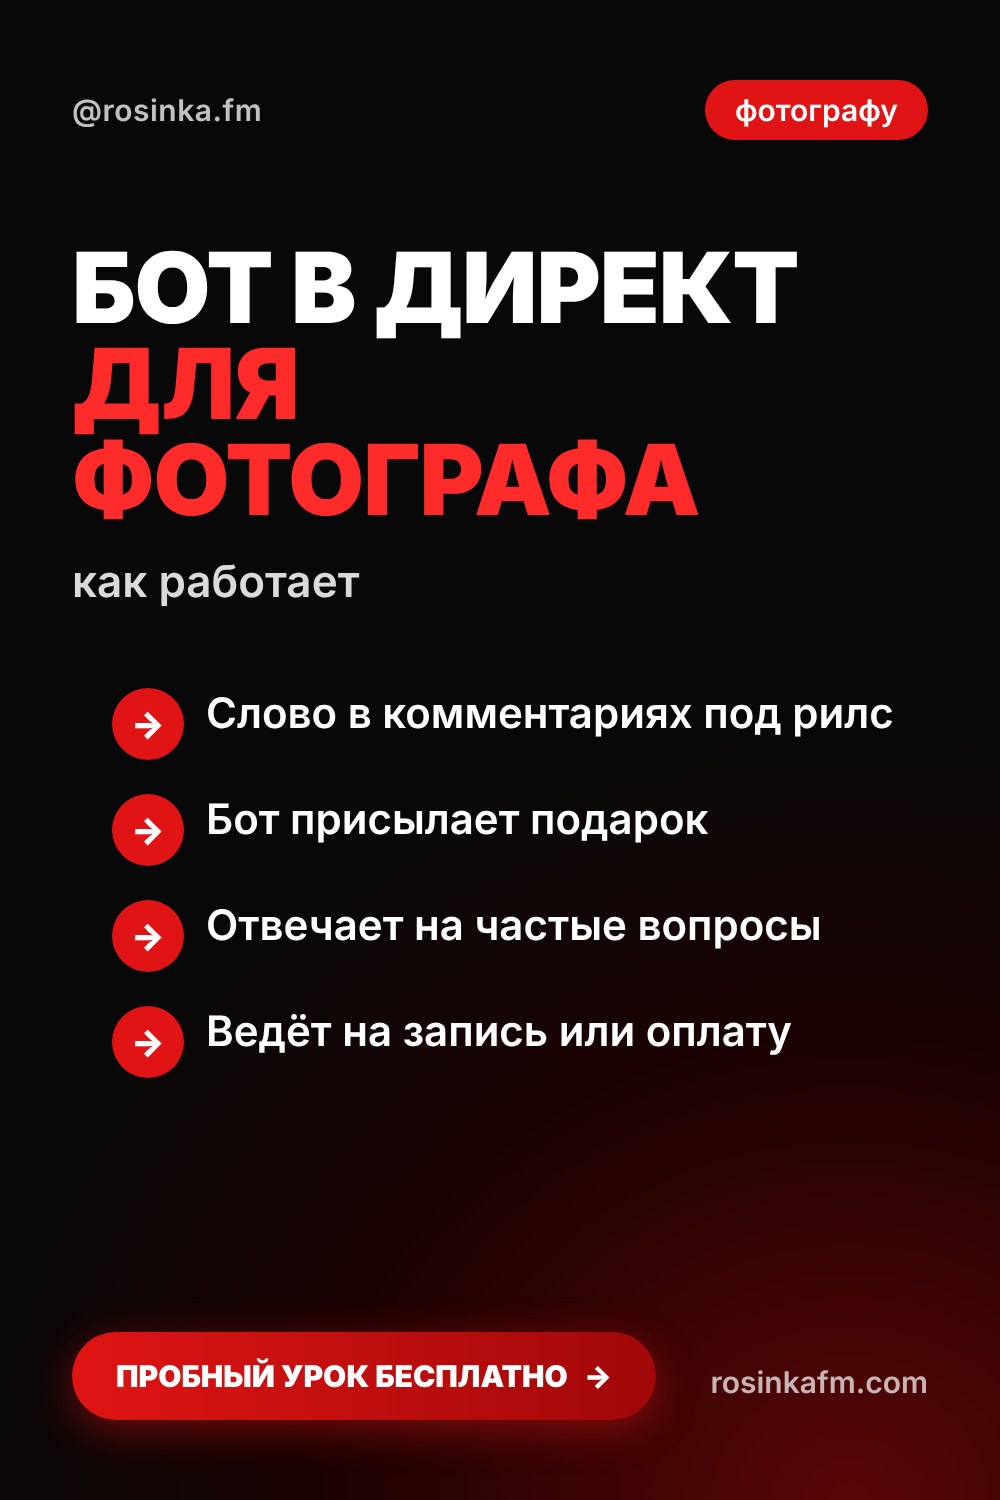 @rosinka.fm
фотографу
БОТ В ДИРЕКТ
ДЛЯ
ФОТОГРАФА
как работает
→ Слово в комментариях под рилс
→ Бот присылает подарок
→ Отвечает на частые вопросы
→ Ведёт на запись или оплату
ПРОБНЫЙ УРОК БЕСПЛАТНО →
rosinkafm.com